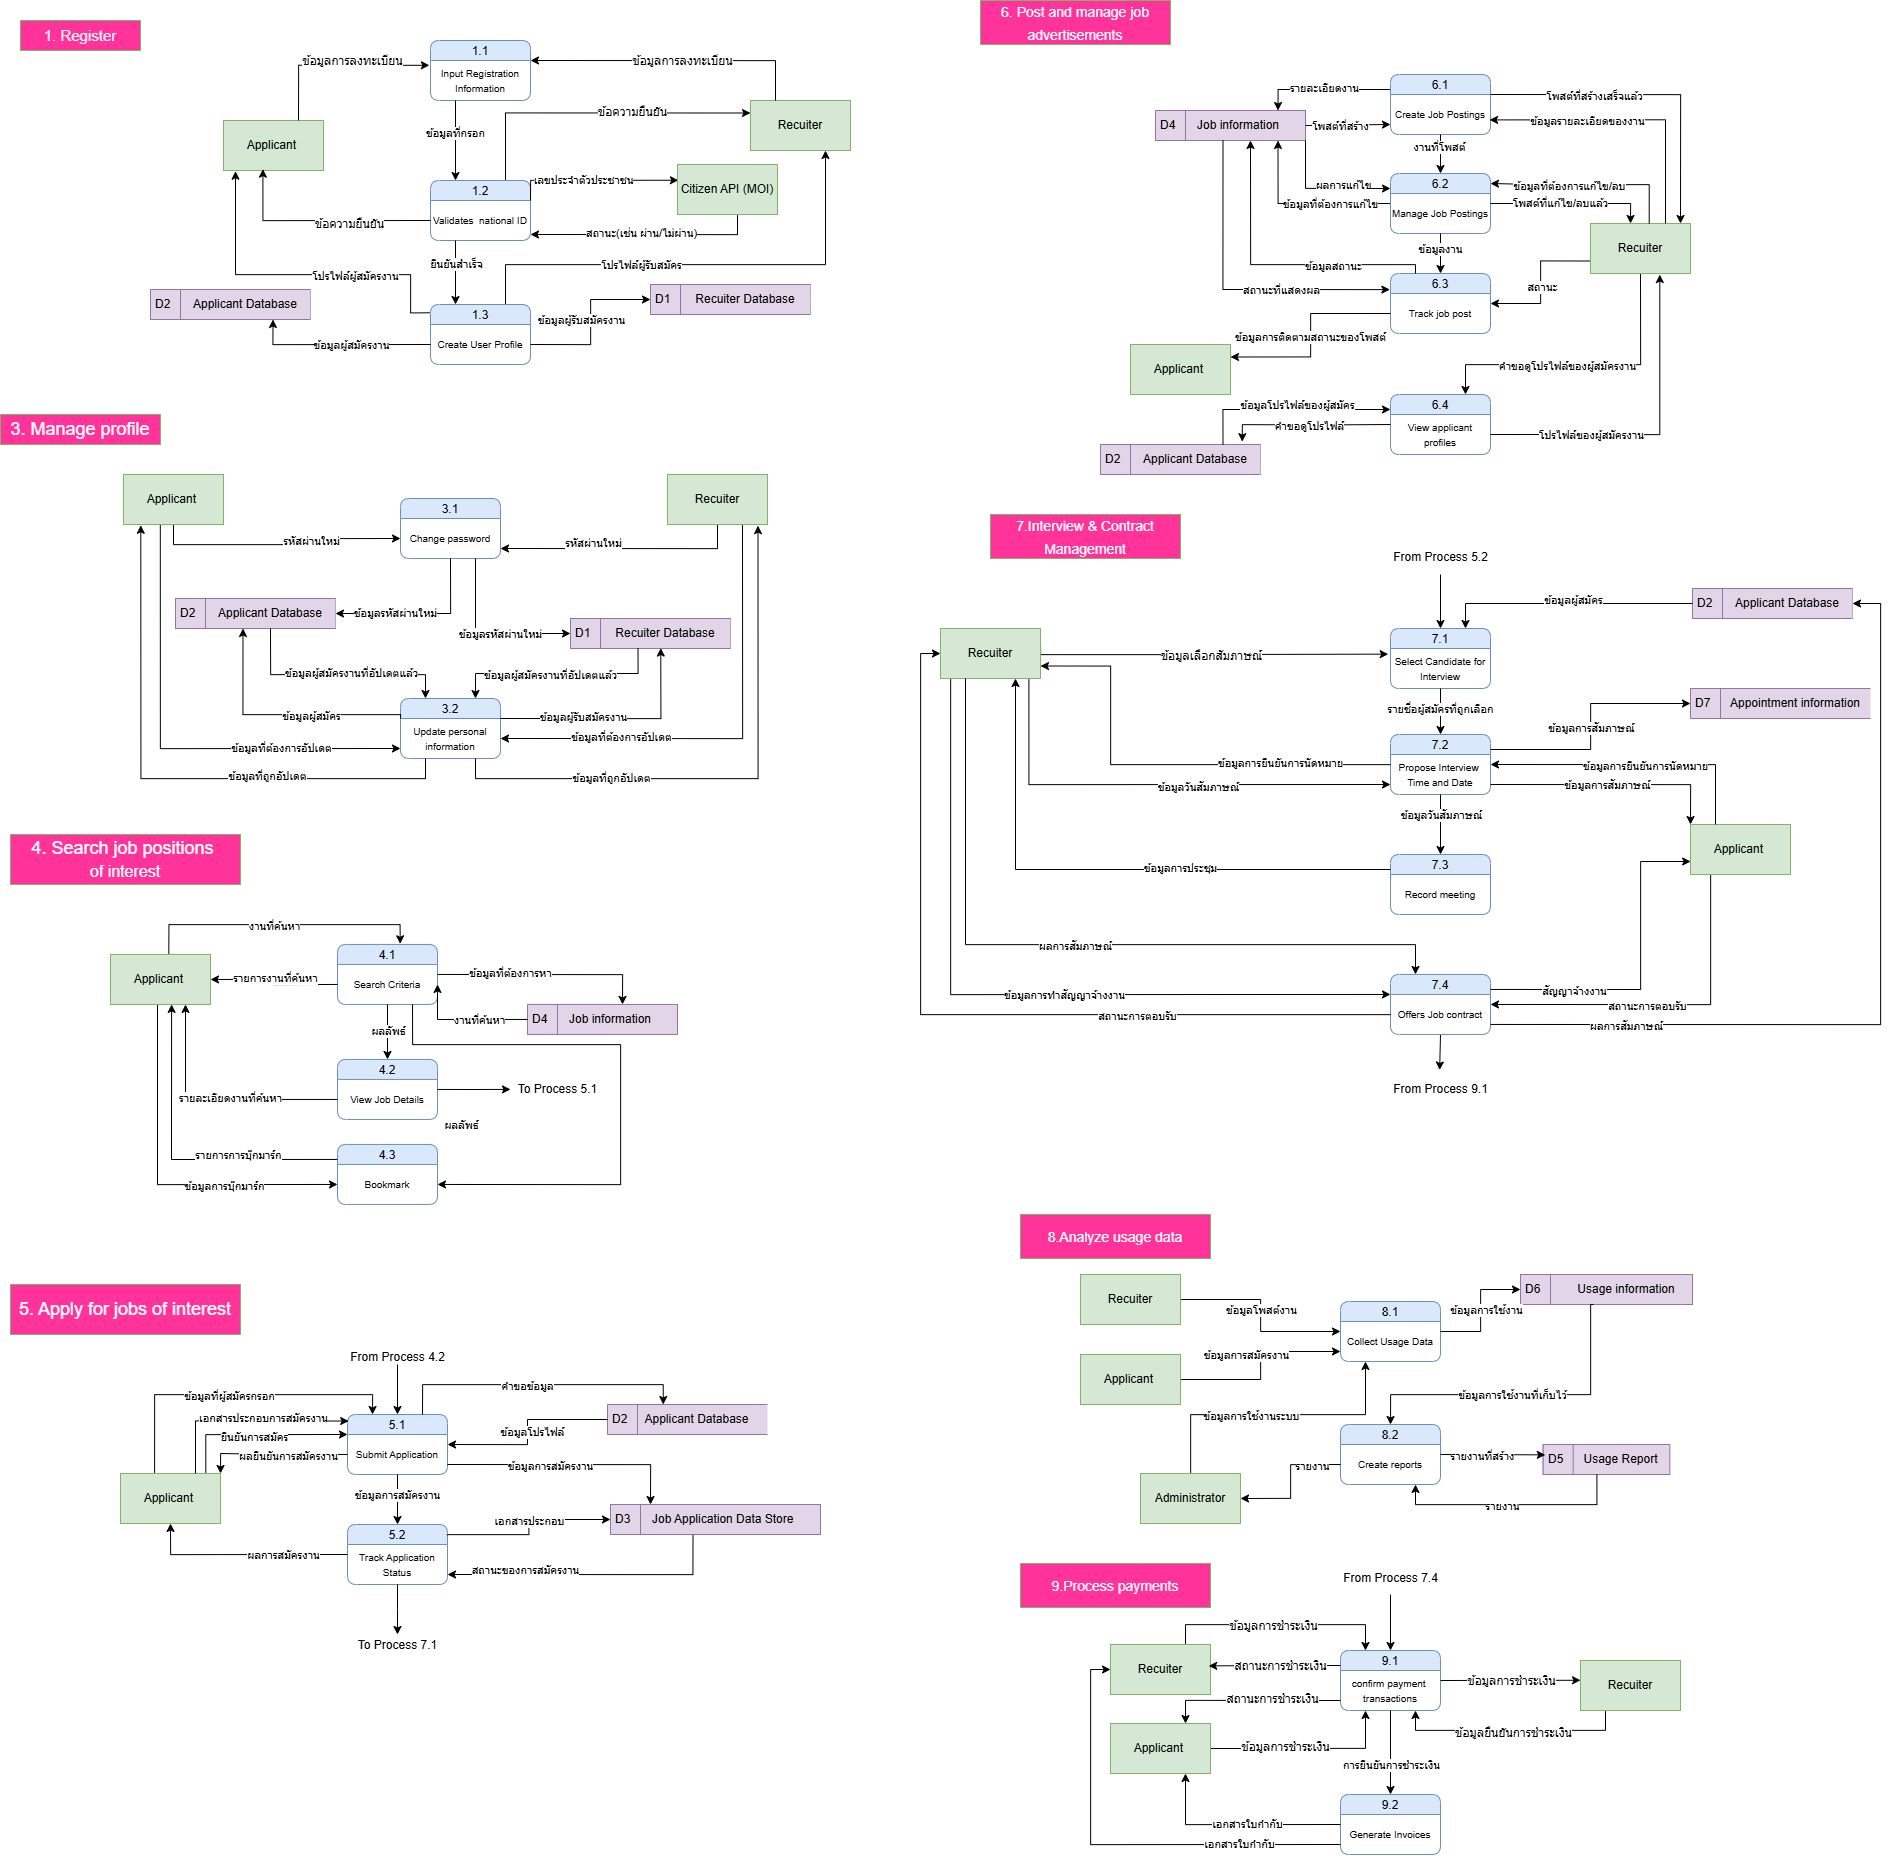 1. Register
1.1
Input Registration
Information
ข้อมูลการลงทะเบียน
ข้อมูลการลงทะเบียน
Applicant
Recuiter
ข้อมูลที่กรอก
ข้อความยืนยัน
เลขประจำตัวประชาชน
Citizen API (MOI)
1.2
Validates national ID
ข้อความยืนยัน
สถานะ(เช่น ผ่าน/ไม่ผ่าน)
ยืนยันสำเร็จ
โปรไฟล์ผู้รับสมัคร
โปรไฟล์ผู้สมัครงาน
D2
Applicant Database
D1
Recuiter Database
1.3
Create User Profile
ข้อมูลผู้รับสมัครงาน
ข้อมูลผู้สมัครงาน
3. Manage profile
Applicant
Recuiter
3.1
Change password
รหัสผ่านใหม่
รหัสผ่านใหม่
D2
Applicant Database
ข้อมูลรหัสผ่านใหม่
ข้อมูลรหัสผ่านใหม่
D1
Recuiter Database
ข้อมูลผู้สมัครงานที่อัปเดตแล้ว
ข้อมูลผู้สมัครงานที่อัปเดตแล้ว
3.2
Update personal
information
ข้อมูลผู้สมัคร
ข้อมูลผู้รับสมัครงาน
ข้อมูลที่ต้องการอัปเดต
ข้อมูลที่ต้องการอัปเดต
ข้อมูลที่ถูกอัปเดต
ข้อมูลที่ถูกอัปเดต
4. Search job positions
of interest
งานที่ค้นหา
Applicant
รายการงานที่ค้นหา
4.1
Search Criteria
ข้อมูลที่ต้องการหา
งานที่ค้นหา
D4
Job information
ผลลัพธ์
4.2
View Job Details
To Process 5.1
รายละเอียดงานที่ค้นหา
ผลลัพธ์
4.3
Bookmark
รายการการบุ๊กมาร์ก
ข้อมูลการบุ๊กมาร์ก
5. Apply for jobs of interest
From Process 4.2
ข้อมูลที่ผู้สมัครกรอก
คำขอข้อมูล
เอกสารประกอบการสมัครงาน
ยืนยันการสมัคร
ผลยืนยันการสมัครงาน
5.1
Submit Application
D2
Applicant Database
ข้อมูลโปรไฟล์
ข้อมูลการสมัครงาน
Applicant
ข้อมูลการสมัครงาน
5.2
Track Application
Status
เอกสารประกอบ
D3
Job Application Data Store
ผลการสมัครงาน
สถานะของการสมัครงาน
To Process 7.1
6. Post and manage job
advertisements
รายละเอียดงาน
6.1
Create Job Postings
โพสต์ที่สร้างเสร็จแล้ว
D4
Job information
โพสต์ที่สร้าง
ข้อมูลรายละเอียดของงาน
งานที่โพสต์
ผลการแก้ไข
6.2
Manage Job Postings
ข้อมูลที่ต้องการแก้ไข/ลบ
ข้อมูลที่ต้องการแก้ไข
โพสต์ที่แก้ไข/ลบแล้ว
Recuiter
ข้อมูลงาน
ข้อมูลสถานะ
สถานะที่แสดงผล
6.3
Track job post
สถานะ
ข้อมูลการติดตามสถานะของโพสต์
Applicant
คำขอดูโปรไฟล์ของผู้สมัครงาน
ข้อมูลโปรไฟล์ของผู้สมัคร
คำขอดูโปรไฟล์
6.4
View applicant
profiles
โปรไฟล์ของผู้สมัครงาน
D2
Applicant Database
7.Interview & Contract
Management
From Process 5.2
ข้อมูลผู้สมัคร
D2
Applicant Database
Recuiter
ข้อมูลเลือกสัมภาษณ์
7.1
Select Candidate for
Interview
รายชื่อผู้สมัครที่ถูกเลือก
D7
Appointment information
ข้อมูลการสัมภาษณ์
7.2
Propose Interview
Time and Date
ข้อมูลการยืนยันการนัดหมาย
ข้อมูลการยืนยันการนัดหมาย
ข้อมูลวันสัมภาษณ์
ข้อมูลการสัมภาษณ์
ข้อมูลวันสัมภาษณ์
Applicant
7.3
Record meeting
ข้อมูลการประชุม
ผลการสัมภาษณ์
7.4
Offers Job contract
ข้อมูลการทำสัญญาจ้างงาน
สัญญาจ้างงาน
สถานะการตอบรับ
สถานะการตอบรับ
ผลการสัมภาษณ์
From Process 9.1
8.Analyze usage data
Recuiter
ข้อมูลโพสต์งาน
8.1
Collect Usage Data
ข้อมูลการใช้งาน
D6
Usage information
Applicant
ข้อมูลการสมัครงาน
ข้อมูลการใช้งานที่เก็บไว้
ข้อมูลการใช้งานระบบ
8.2
Create reports
รายงานที่สร้าง
D5
Usage Report
รายงาน
Administrator
รายงาน
9.Process payments
From Process 7.4
ข้อมูลการชำระเงิน
Recuiter
สถานะการชำระเงิน
9.1
confirm payment
transactions
ข้อมูลการชำระเงิน
Recuiter
สถานะการชำระเงิน
Applicant
ข้อมูลการชำระเงิน
ข้อมูลยืนยันการชำระเงิน
การยืนยันการชำระเงิน
9.2
Generate Invoices
เอกสารใบกำกับ
เอกสารใบกำกับ